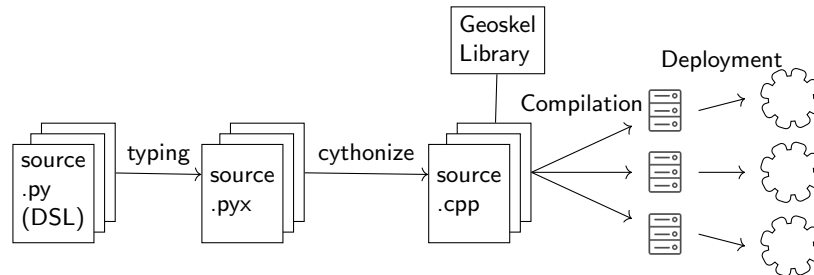 Geoskel
Library
Deployment
Compilation
typing
cythonize
source
.py
(DSL)
source
.pyx
source
.cpp